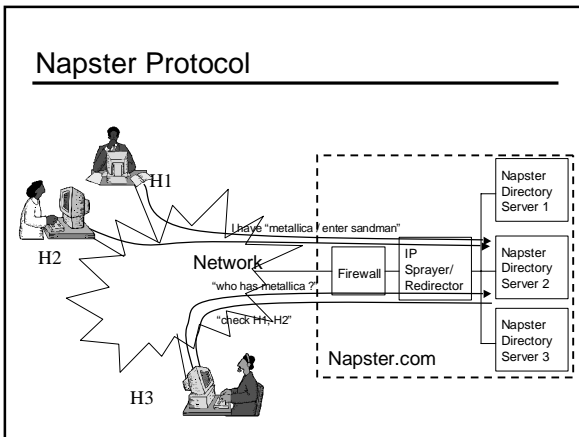 Napster Protocol
H1
H2
I have "metallica / enter sandman"
Network
"who has metallica ?"
"check H1, H2"
H3
Firewall
IP
Sprayer/
Redirector
Napster
Directory
Server 1
Napster
Directory
Server 2
Napster
Directory
Server 3
Napster.com